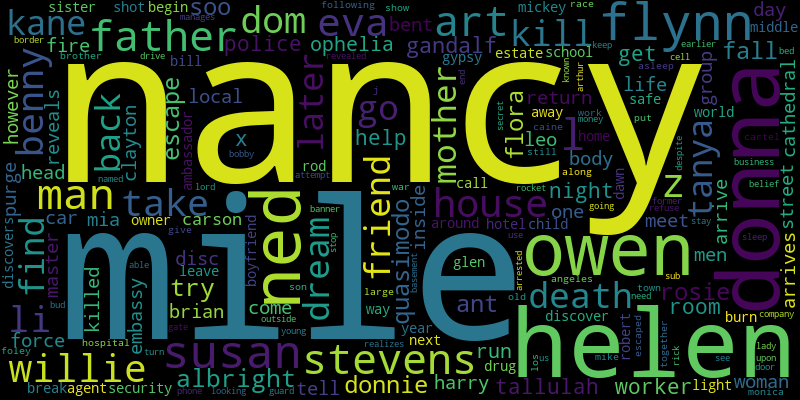 sister shot begin soo dom eva art kill flynn day
kane father mickey race
following show bent middle
manages border brother fire police ophelia gandalf gypsy estate school get fall bed
however benny nancy donna
reveals back clayton drive bill escape local later go help mother flora leo life safe
ambassador revealed x j end secret known arthur away work money home put world group
asleep keep earlier cell tanya cathedral
head named bobby lord rod friend body call return caine still l z
discovers purge man take ned dream quasimodo inside house night one meet men arrive street
car mia owner carson attempt war around hotel child along dawn despite business belief cartel
find master embassy mile owen donna
give banner stop glen ant death rosie arrives
li killed able disc leave boyfriend try brian come son large way year old rocket going former refuse stay
bud gate outside basement arrested sub use angeles town need room sleep
force hospital susan young realizes next discover helen burn company
foley turn stevens run los us robert escaped together lady upon door
willie albright donnie harry drug mike rick see
break agent security phone looking guard tell tallulah worker light woman monica